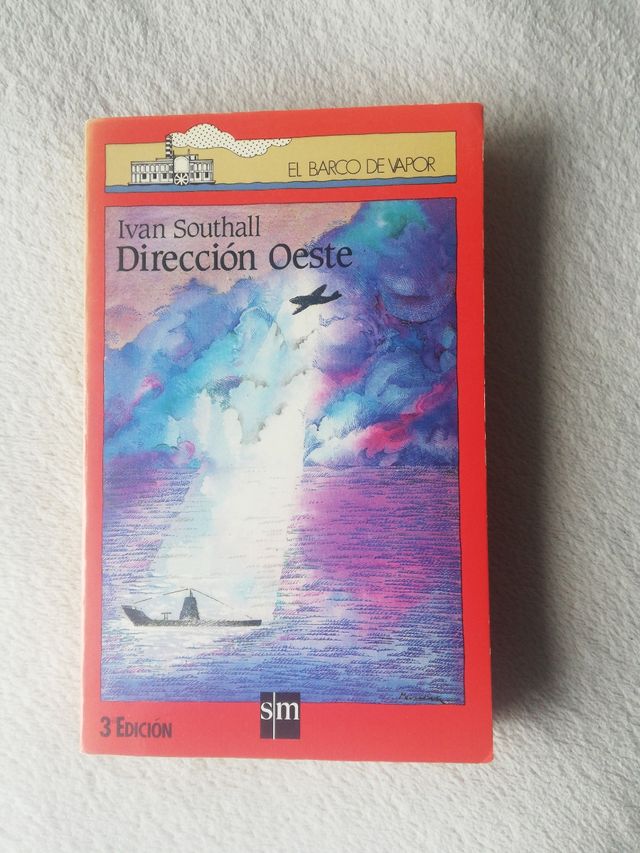 EL BARCO DE VAPOR
Ivan Southall
Dirección Oeste
sm
3ª EDICIÓN